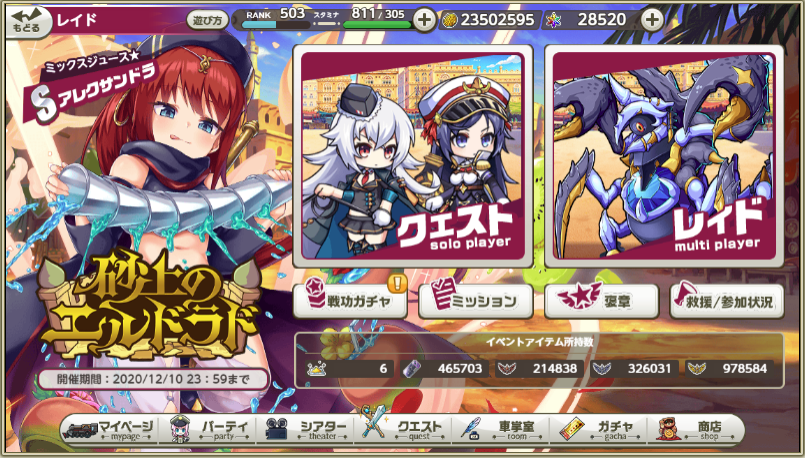 もどる
レイド
遊び方
RANK 503
スタミナ 811/305
23502595
28520
ミックスジュース★
S アレクサンドラ
砂上の
エルドラド
開催期間:2020/12/10 23:59まで
クエスト
solo player
レイド
multi player
戦功ガチャ
ミッション
褒章
救援/参加状況
イベントアイテム所持数
6
465703
214838
326031
978584
マイページ
mypage
パーティ
party
シアター
theater
クエスト
quest
車掌室
room
ガチャ
gacha
商店
shop